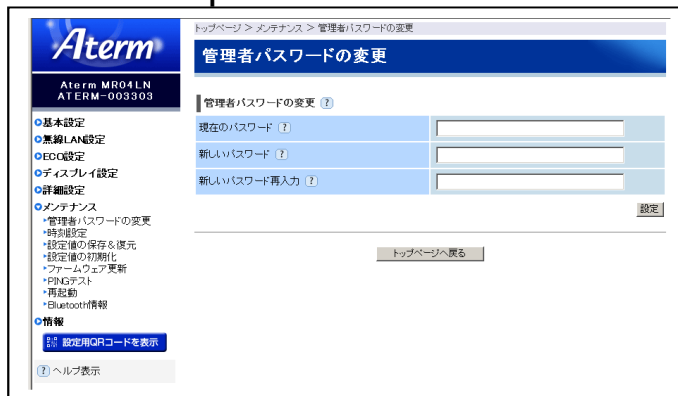 Aterm
Aterm MR04LN
ATERM-003303
基本設定
無線LAN設定
ECO設定
ディスプレイ設定
詳細設定
メンテナンス
管理者パスワードの変更
時刻設定
設定値の保存&復元
設定値の初期化
ファームウェア更新
PINGテスト
再起動
Bluetooth情報
情報
設定用QRコードを表示
? ヘルプ表示
トップページ > メンテナンス > 管理者パスワードの変更
管理者パスワードの変更
管理者パスワードの変更 ?
現在のパスワード ?
新しいパスワード ?
新しいパスワード再入力 ?
設定
トップページへ戻る